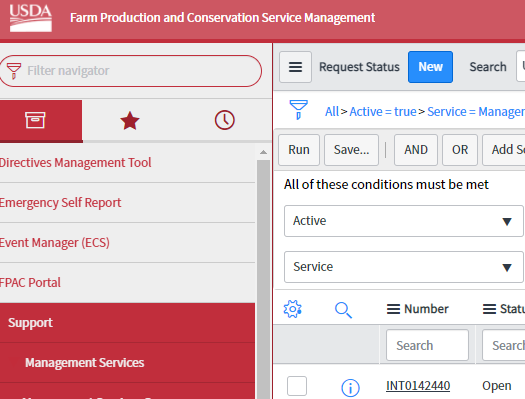 USDA Farm Production and Conservation Service Management
Filter navigator
Request Status New Search
All > Active = true > Service = Manager
Run Save... AND OR Add
All of these conditions must be met
Active
Service
Directives Management Tool
Emergency Self Report
Event Manager (ECS)
FPAC Portal
Support
Management Services
Number
Search
INT0142440 Open